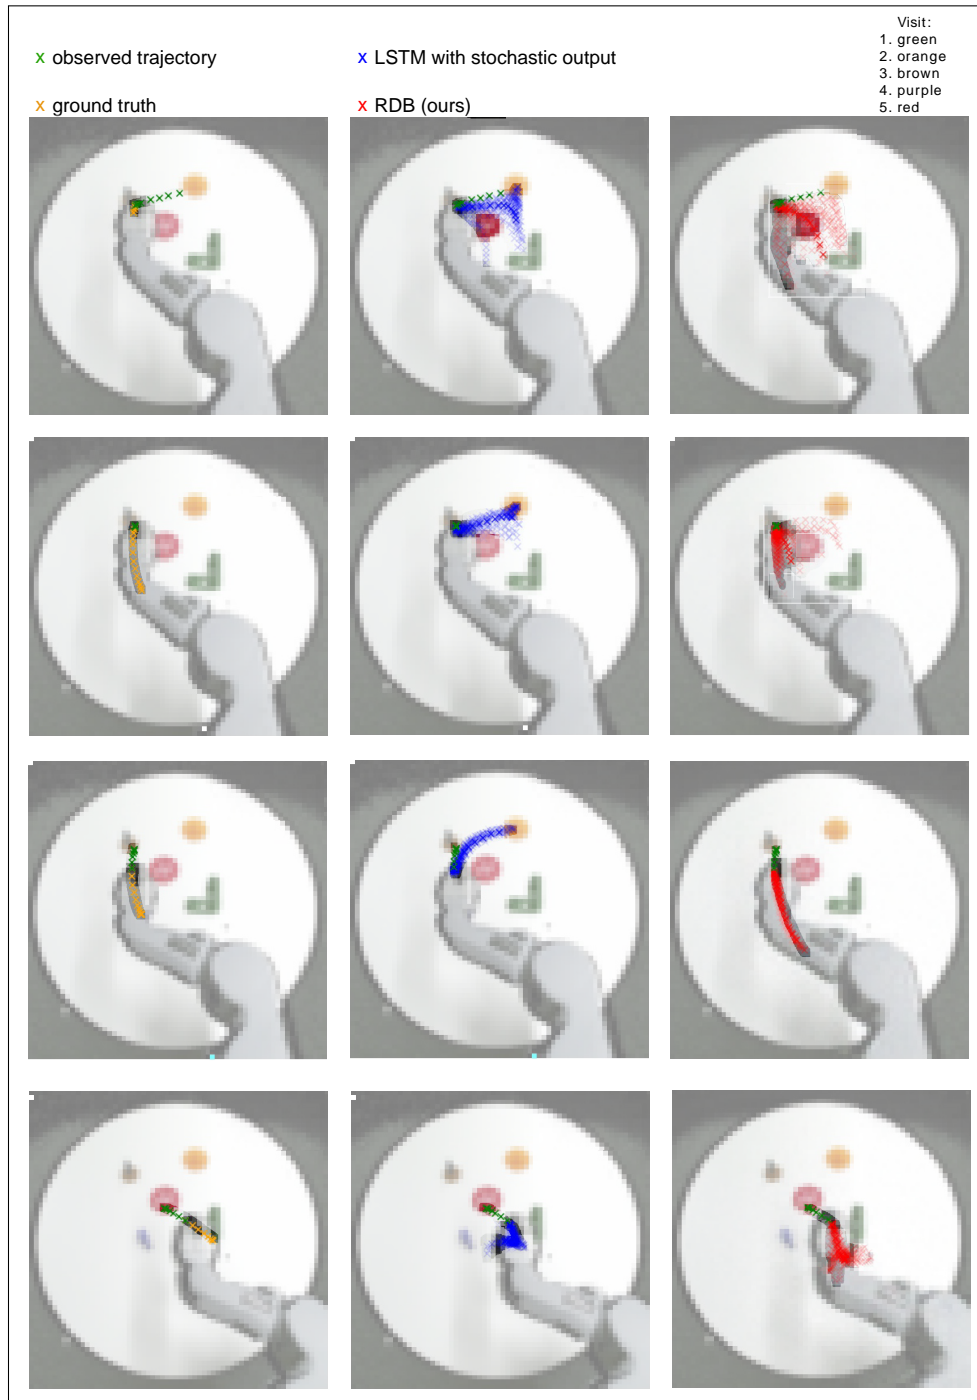 x observed trajectory
x LSTM with stochastic output
x ground truth
x RDB (ours)
Visit:
1. green
2. orange
3. brown
4. purple
5. red